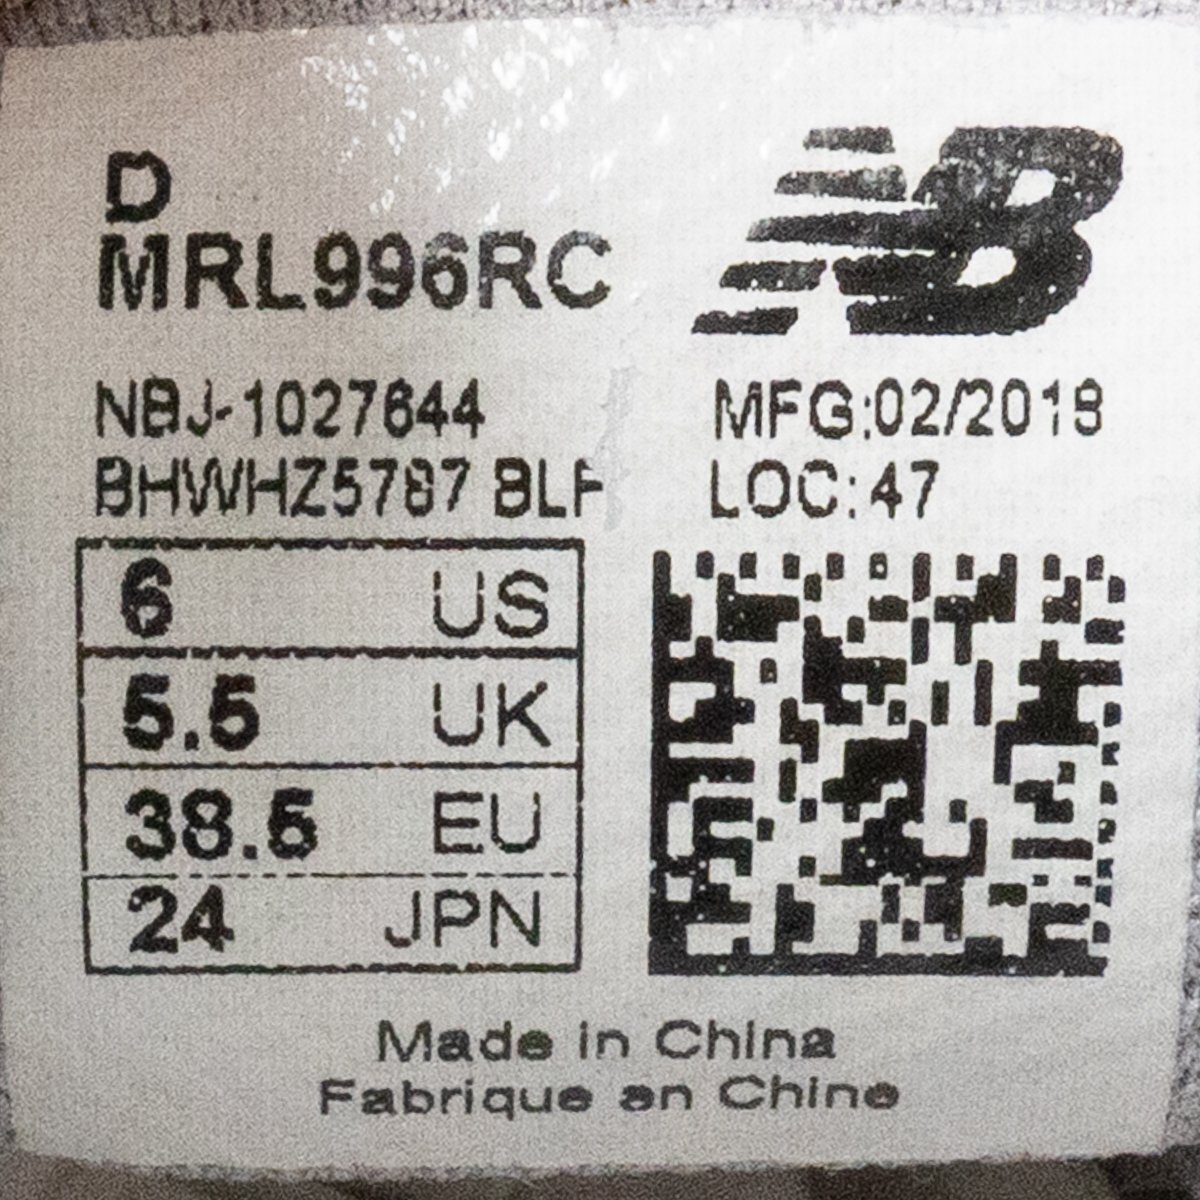 D
MRL996RC
NBJ-1027644
MFG:02/2018
BHWHZ5787 BLF
LOC:47
6 US
5.5 UK
38.5 EU
24 JPN
Made in China
Fabrique en Chine